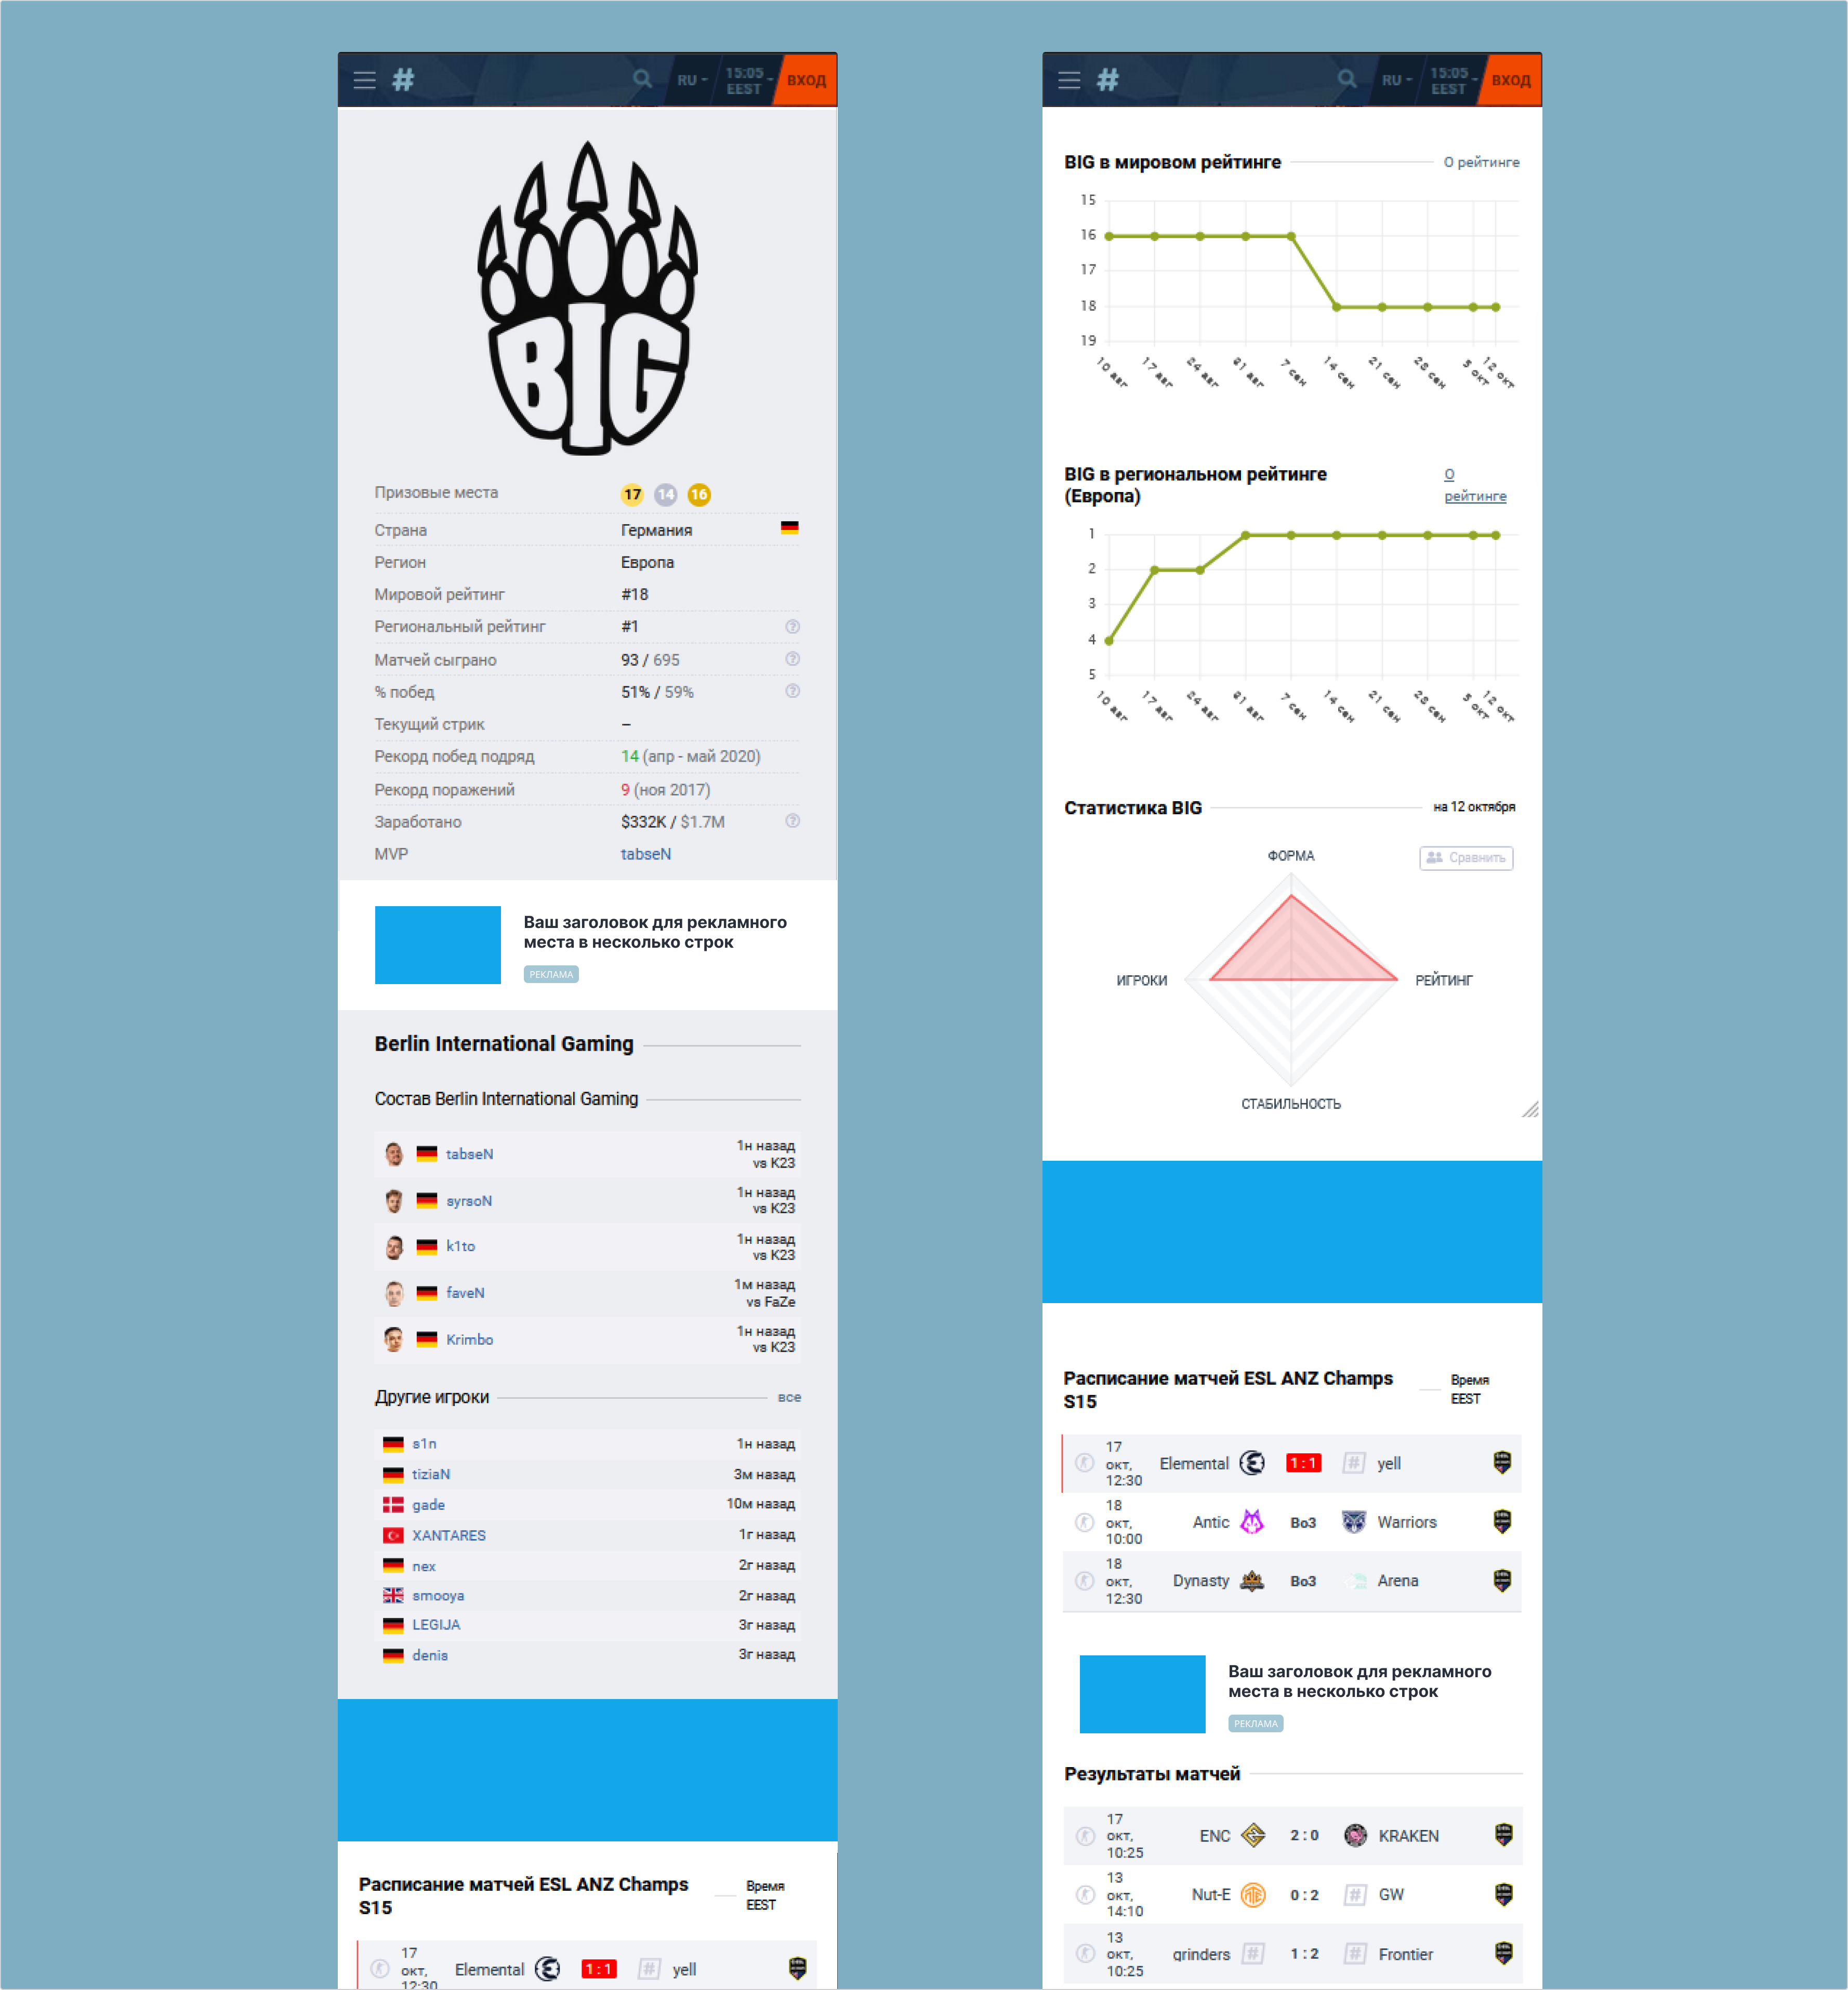 #
RU
15:05
EEST
ВХОД
BIG
Призовые места 17 14 16
Страна Германия
Регион Европа
Мировой рейтинг #18
Региональный рейтинг #1
Матчей сыграно 93 / 695
% побед 51% / 59%
Текущий стрик –
Рекорд побед подряд 14 (апр - май 2020)
Рекорд поражений 9 (ноя 2017)
Заработано $332K / $1.7M
MVP tabseN
Ваш заголовок для рекламного
места в несколько строк
РЕКЛАМА
Berlin International Gaming
Состав Berlin International Gaming
tabseN 1н назад
vs K23
syrsoN 1н назад
vs K23
k1to 1н назад
vs K23
faveN 1м назад
vs FaZe
Krimbo 1н назад
vs K23
Другие игроки все
s1n 1н назад
tiziaN 3м назад
gade 10м назад
XANTARES 1г назад
nex 2г назад
smooya 2г назад
LEGIJA 3г назад
denis 3г назад
Расписание матчей ESL ANZ Champs
S15
Время
EEST
17
окт,
12:30
Elemental 1 : 1 # yell
#
RU
15:05
EEST
ВХОД
BIG в мировом рейтинге О рейтинге
15
16
17
18
19
10 авг 17 авг 24 авг 31 авг 7 сен 14 сен 21 сен 28 сен 5 окт 12 окт
BIG в региональном рейтинге
(Европа)
О
рейтинге
1
2
3
4
5
10 авг 17 авг 24 авг 31 авг 7 сен 14 сен 21 сен 28 сен 5 окт 12 окт
Статистика BIG на 12 октября
ФОРМА
Сравнить
ИГРОКИ РЕЙТИНГ
СТАБИЛЬНОСТЬ
Расписание матчей ESL ANZ Champs
S15
Время
EEST
17
окт,
12:30
Elemental 1 : 1 # yell
18
окт,
10:00
Antic Bo3 Warriors
18
окт,
12:30
Dynasty Bo3 Arena
Ваш заголовок для рекламного
места в несколько строк
РЕКЛАМА
Результаты матчей
17
окт,
10:25
ENC 2 : 0 KRAKEN
13
окт,
14:10
Nut-E 0 : 2 # GW
13
окт,
10:25
grinders # 1 : 2 # Frontier